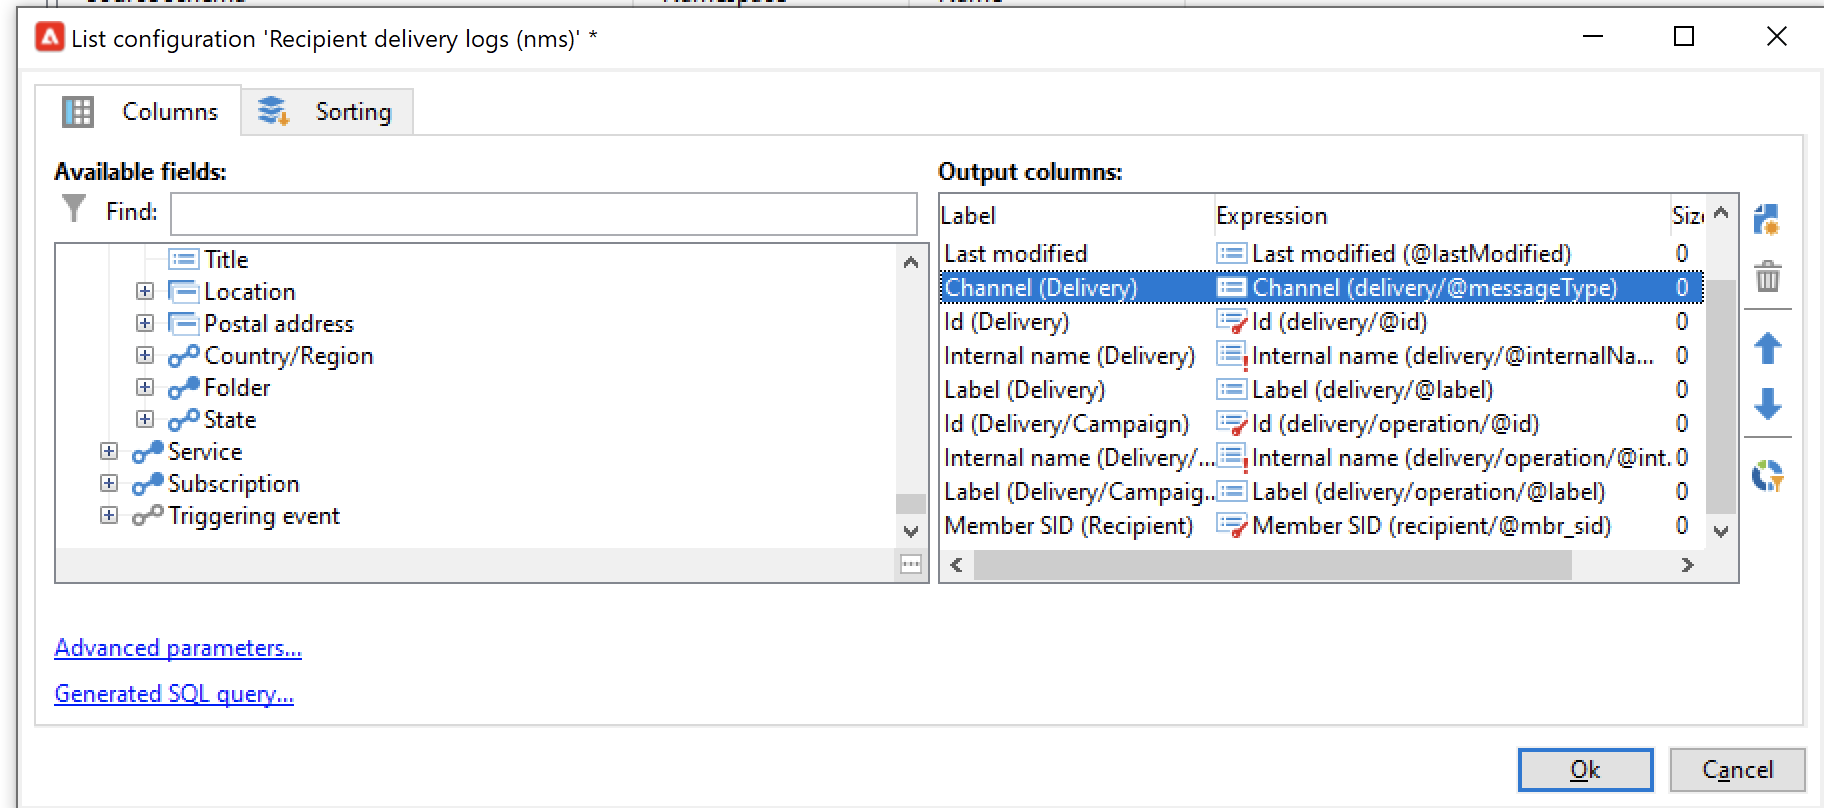 List configuration 'Recipient delivery logs (nms)' *
Columns
Sorting
Available fields:
Find:
Title
Location
Postal address
Country/Region
Folder
State
Service
Subscription
Triggering event
Output columns:
Label Expression Siz
Last modified Last modified (@lastModified) 0
Channel (Delivery) Channel (delivery/@messageType) 0
Id (Delivery) Id (delivery/@id) 0
Internal name (Delivery) Internal name (delivery/@internalNa... 0
Label (Delivery) Label (delivery/@label) 0
Id (Delivery/Campaign) Id (delivery/operation/@id) 0
Internal name (Delivery/... Internal name (delivery/operation/@int. 0
Label (Delivery/Campaig.. Label (delivery/operation/@label) 0
Member SID (Recipient) Member SID (recipient/@mbr_sid) 0
Advanced parameters...
Generated SQL query...
Ok
Cancel